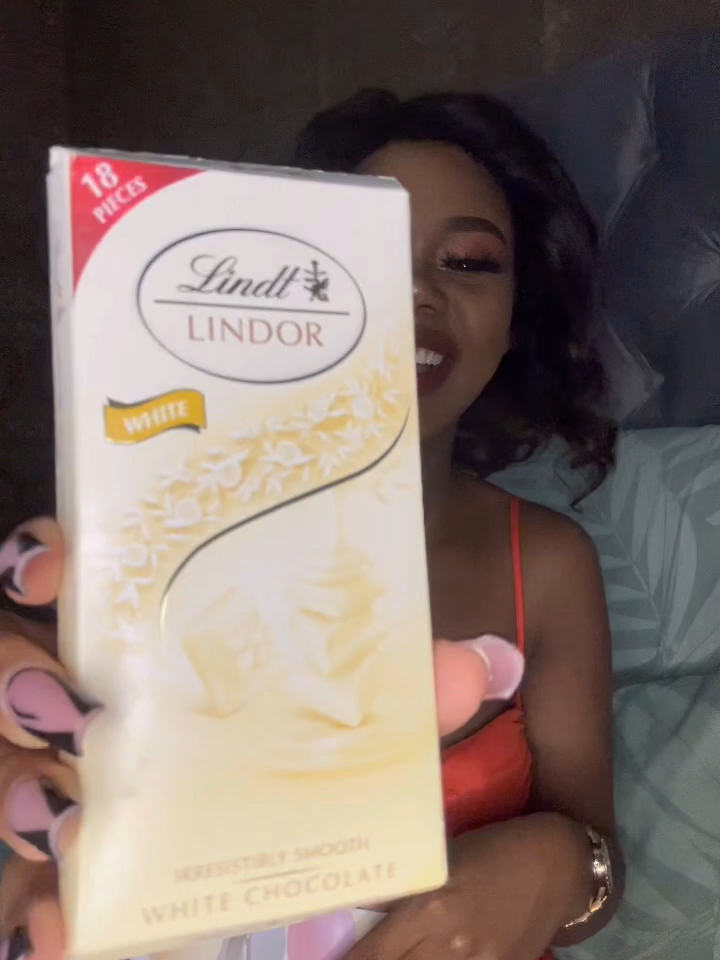 18
PIECES
Lindt
LINDOR
WHITE
IRRESISTIBLY SMOOTH
WHITE CHOCOLATE